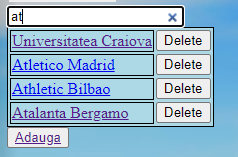 at ×
Universitatea Craiova Delete
Atletico Madrid Delete
Athletic Bilbao Delete
Atalanta Bergamo Delete
Adauga